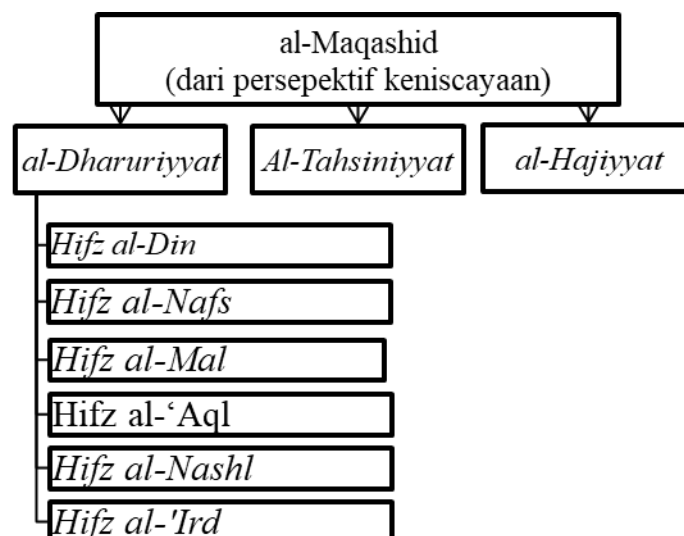 al-Maqashid
(dari persepektif keniscayaan)
al-Dharuriyyat
Al-Tahsiniyyat
al-Hajiyyat
Hifz al-Din
Hifz al-Nafs
Hifz al-Mal
Hifz al-‘Aql
Hifz al-Nashl
Hifz al-'Ird